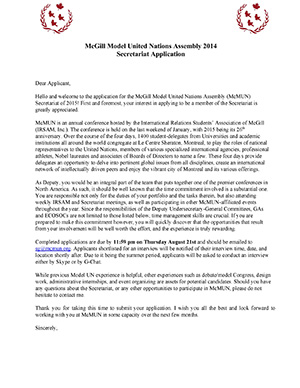 McGill Model United Nations Assembly 2014
Secretariat Application
Dear Applicant,
Hello and welcome to the application for the McGill Model United Nations Assembly (McMUN)
Secretariat of 2015! First and foremost, your interest in applying to be a member of the Secretariat is
greatly appreciated.
McMUN is an annual conference hosted by the International Relations Students' Association of McGill
(IRSAM, Inc.). The conference is held on the last weekend of January, with 2015 being its 26th
anniversary. Over the course of the four days, 1400 student-delegates from Universities and academic
institutions all around the world congregate at Le Centre Sheraton, Montreal, to play the roles of national
representatives to the United Nations, members of various specialized international agencies, professional
athletes, Nobel laureates and associates of Boards of Directors to name a few. These four days provide
delegates an opportunity to delve into pertinent global issues from all disciplines, create an international
network of intellectually driven peers and enjoy the vibrant city of Montreal and its various offerings.
As Deputy, you would be an integral part of the team that puts together one of the premier conferences in
North America. As such, it should be well known that the time commitment involved is a substantial one.
You are responsible not only for the duties of your portfolio and the tasks therein, but also attending
weekly IRSAM and Secretariat meetings, as well as participating in other McMUN-affiliated events
throughout the year. Since the responsibilities of the Deputy Undersecretary-General Committees, GAs
and ECOSOCs are not limited to those listed below, time management skills are crucial. If you are
prepared to make this commitment however, you will quickly discover that the opportunities that result
from your involvement will be well worth the effort, and the experience is truly rewarding.
Completed applications are due by 11:59 pm on Thursday August 21st and should be emailed to
sg@mcmun.org. Applicants shortlisted for an interview will be notified of their interview time, date, and
location shortly after. Due to it being the summer period, applicants will be asked to conduct an interview
either by Skype or by G-Chat.
While previous Model UN experience is helpful, other experiences such as debate/model Congress, design
work, administrative internships, and event organizing are assets for potential candidates. Should you have
any questions about the Secretariat, or any other opportunities to participate in McMUN, please do not
hesitate to contact me.
Thank you for taking this time to submit your application. I wish you all the best and look forward to
working with you at McMUN in some capacity over the next few months.
Sincerely,